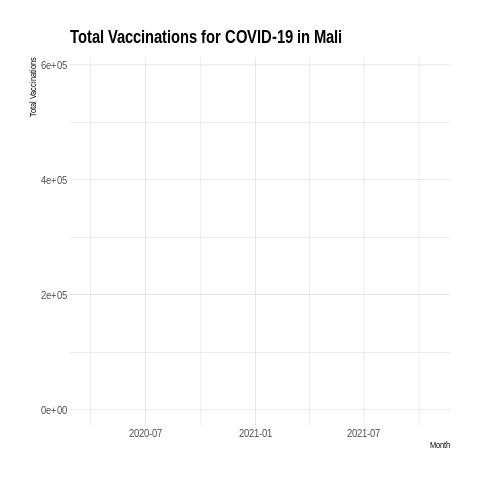 Total Vaccinations for COVID-19 in Mali
Total Vaccinations
6e+05
4e+05
2e+05
0e+00
2020-07
2021-01
2021-07
Month